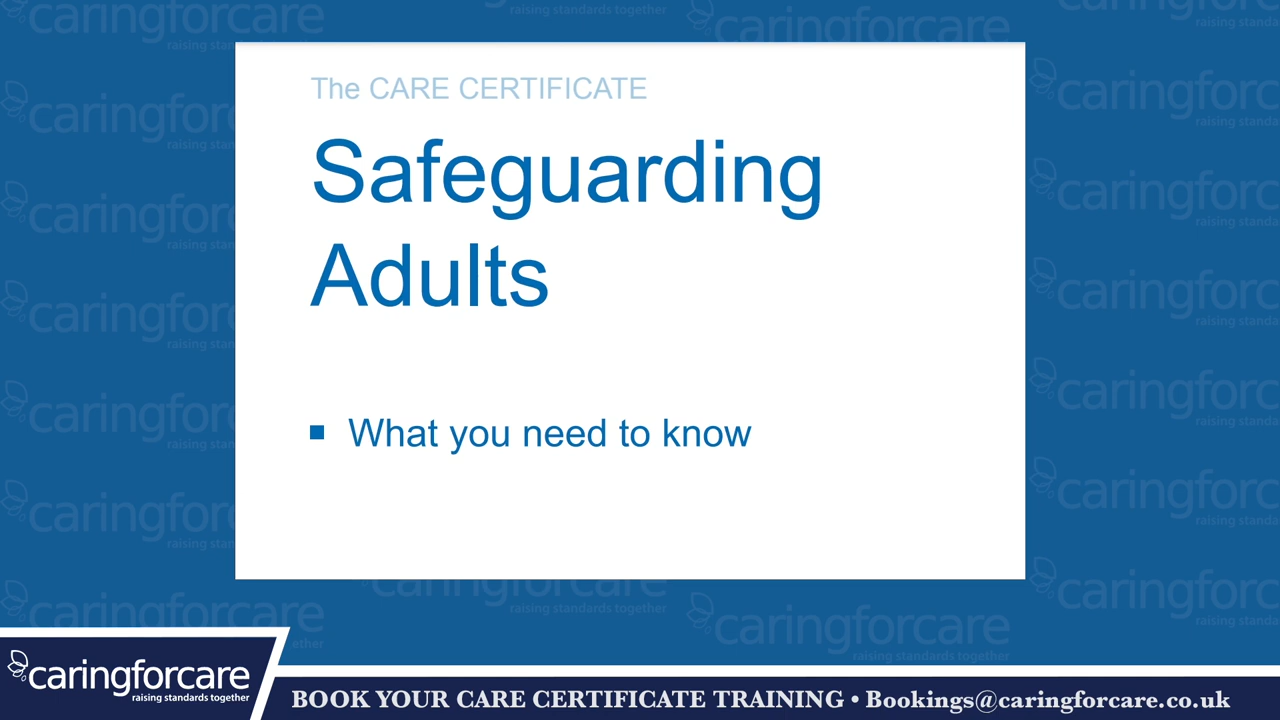 The CARE CERTIFICATE
Safeguarding
Adults
■ What you need to know
caringforcare
raising standards together
BOOK YOUR CARE CERTIFICATE TRAINING • Bookings@caringforcare.co.uk